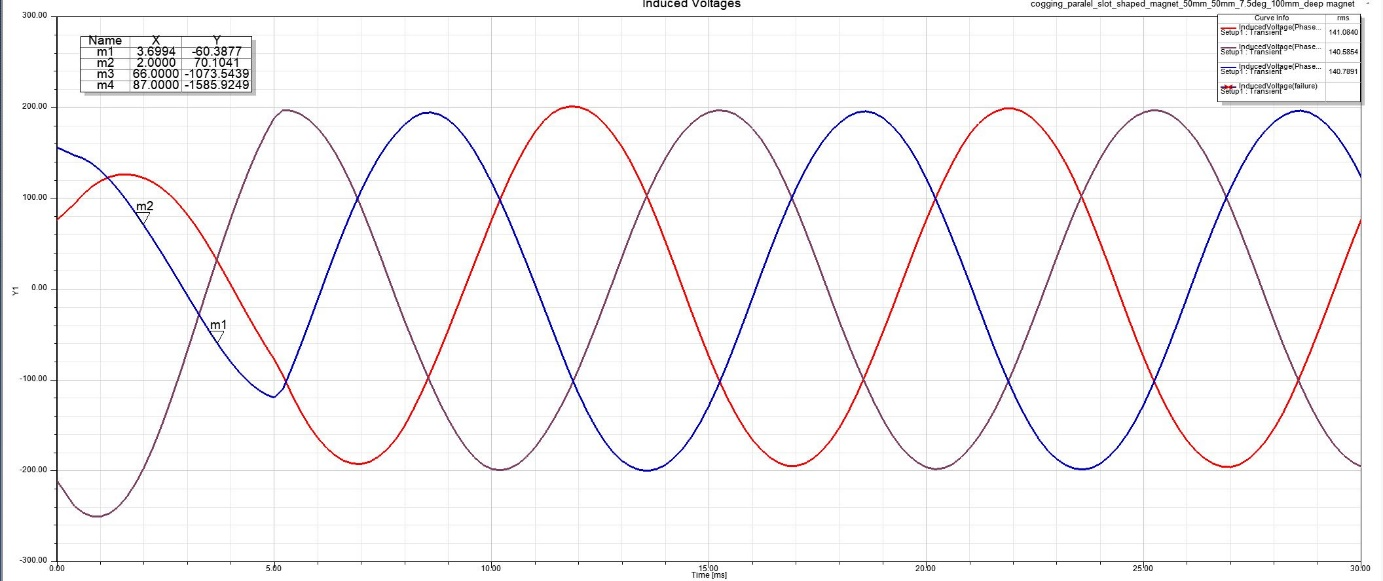 Induced Voltages
cogging_paralel_slot_shaped_magnet_50mm_50mm_7.5deg_100mm_deep magnet
Curve Info rms
InducedVoltage(Phase...
Setup1 : Transient 141.0840
InducedVoltage(Phase...
Setup1 : Transient 140.5854
InducedVoltage(Phase...
Setup1 : Transient 140.7891
InducedVoltage(failure)
Setup1 : Transient
Name X Y
m1 3.6994 -60.3877
m2 2.0000 70.1041
m3 66.0000 -1073.5439
m4 87.0000 -1585.9249
300.00
200.00
100.00
0.00
-100.00
-200.00
-300.00
Y1
m2
m1
0.00 5.00 10.00 15.00 20.00 25.00 30.00
Time [ms]